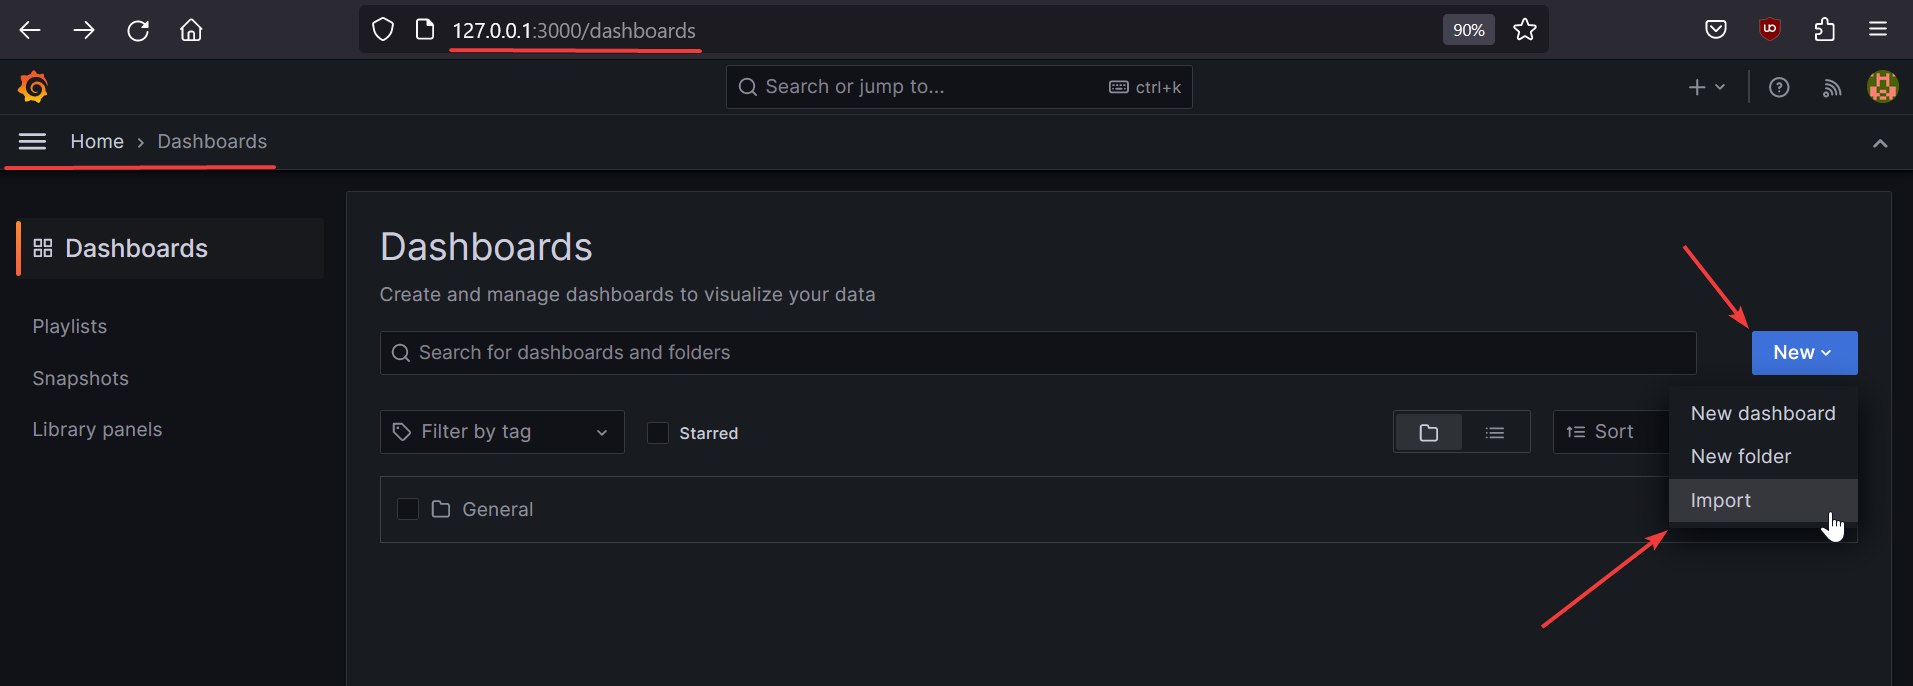 127.0.0.1:3000/dashboards
90%
Search or jump to...
ctrl+k
Home > Dashboards
Dashboards
Playlists
Snapshots
Library panels
Dashboards
Create and manage dashboards to visualize your data
Search for dashboards and folders
New
Filter by tag
Starred
Sort
General
New dashboard
New folder
Import